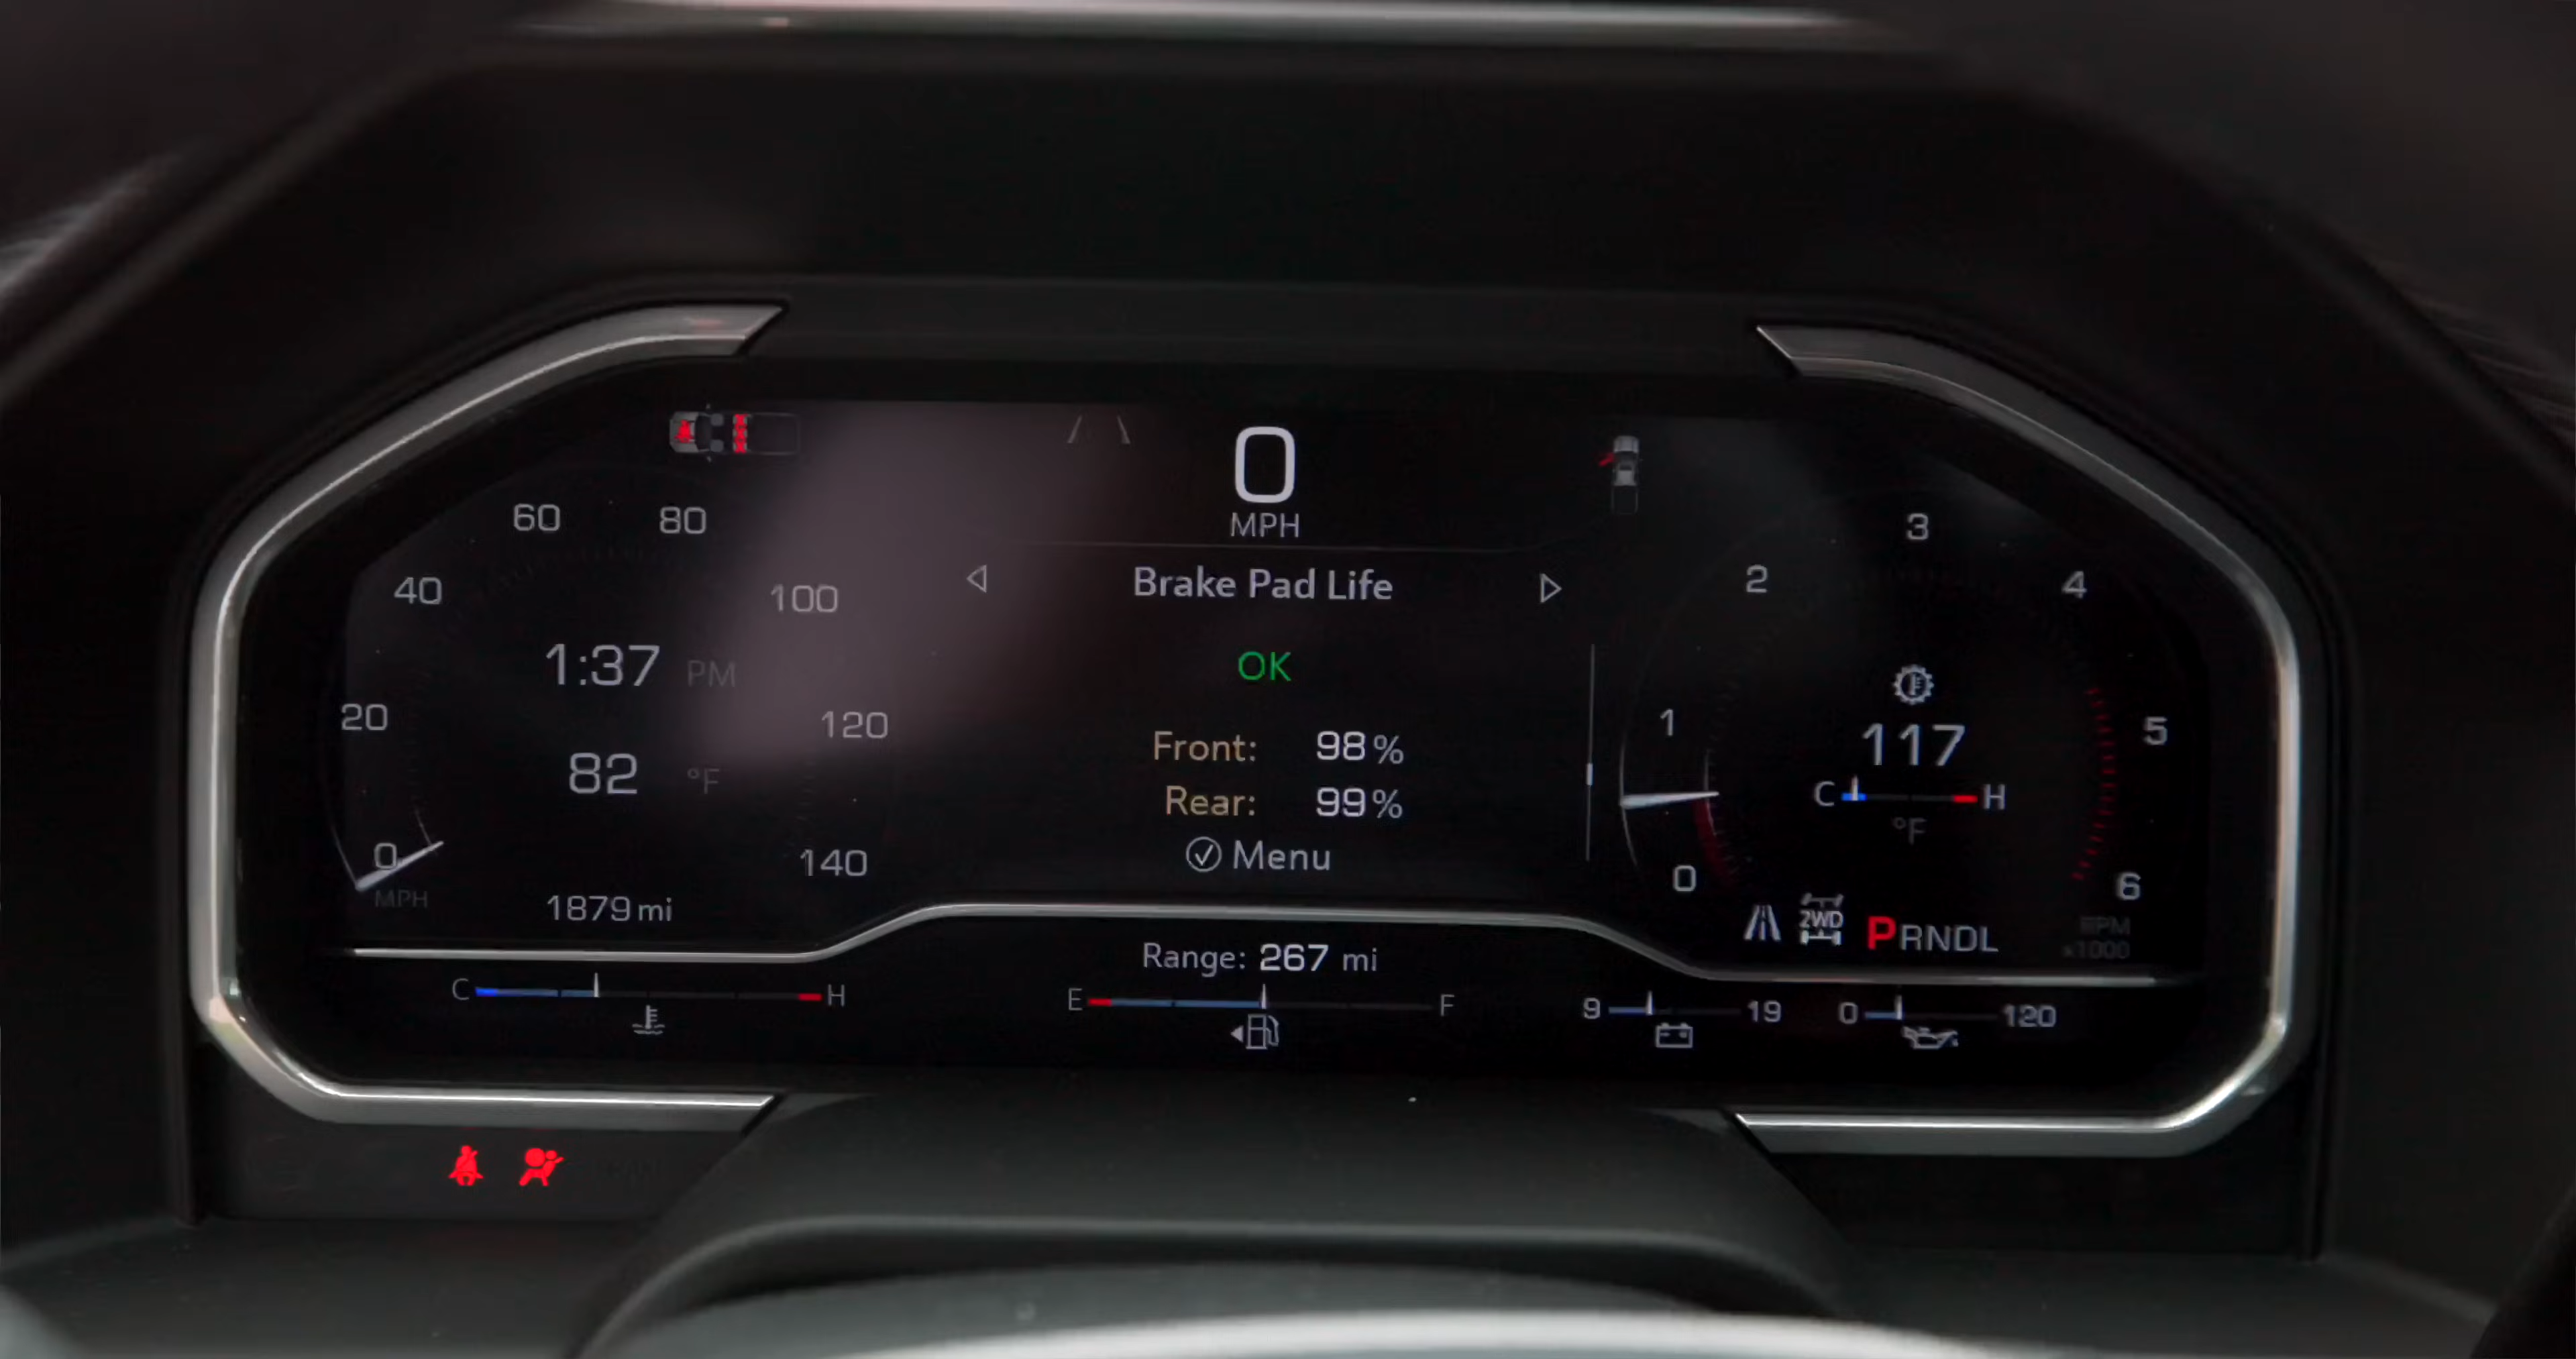 0
MPH
60 80
40 100
20 120
0 140
MPH
1:37 PM
82 °F
1879 mi
Brake Pad Life
OK
Front: 98%
Rear: 99%
Menu
3
2 4
1 5
0 6
117
C H
°F
2WD
PRNDL
RPM
x1000
Range: 267 mi
C H
E F
9 19
0 120